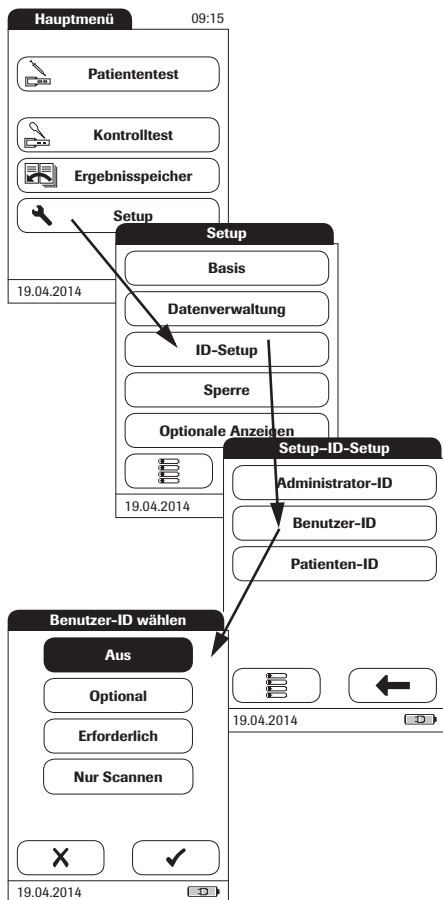 Hauptmenü 09:15
Patiententest
Kontrolltest
Ergebnisspeicher
Setup
19.04.2014
Setup
Basis
Datenverwaltung
ID-Setup
Sperre
Optionale Anzeigen
19.04.2014
Setup-ID-Setup
Administrator-ID
Benutzer-ID
Patienten-ID
19.04.2014
Benutzer-ID wählen
Aus
Optional
Erforderlich
Nur Scannen
19.04.2014